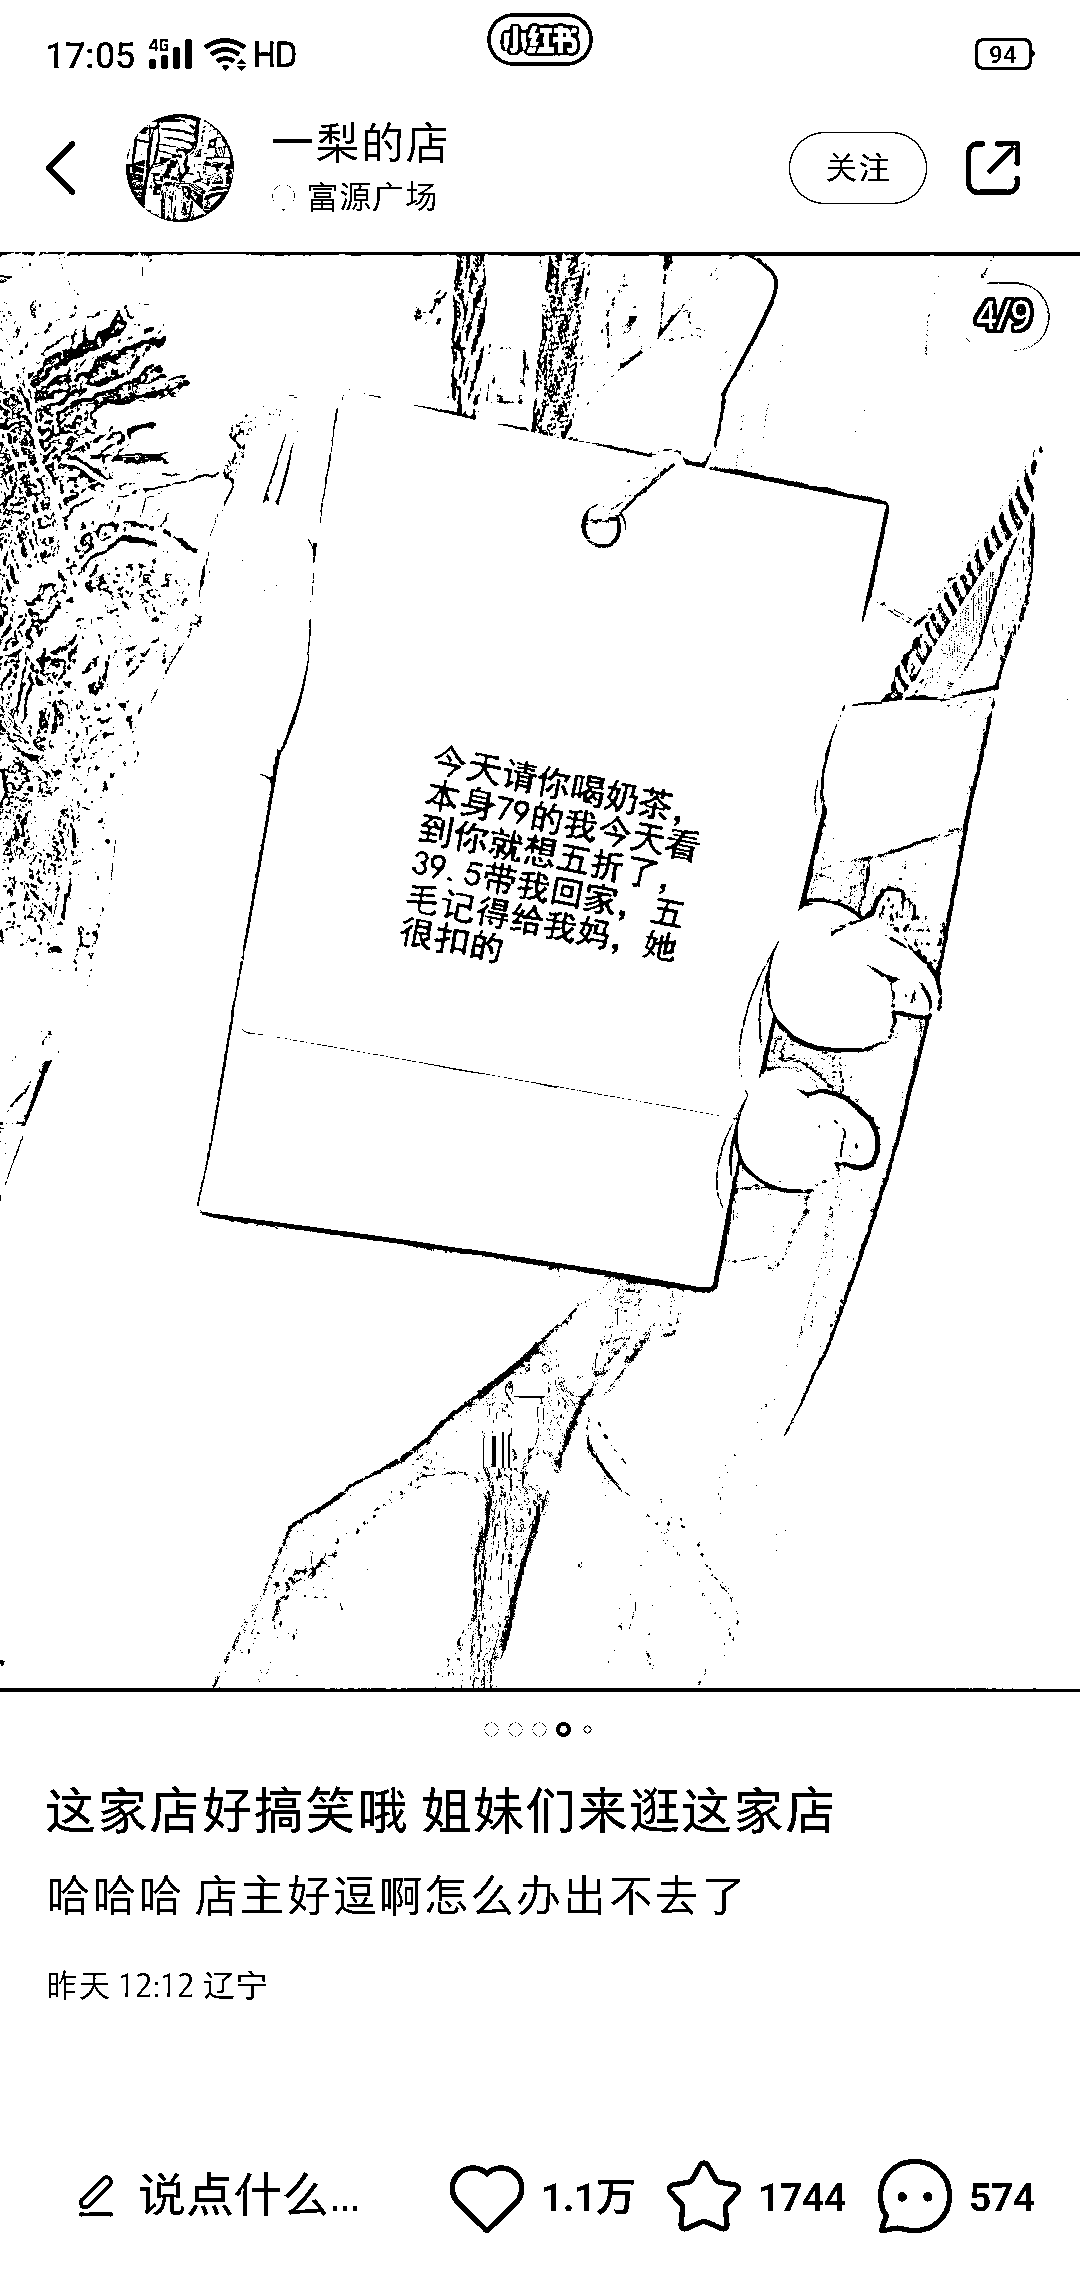 17:05 4G HD 小红书 94
一梨的店
富源广场
关注
4/9
今天请你喝奶茶，
本身79的我今天看
到你就想五折了，
39.5带我回家，五
毛记得给我妈，她
很扣的
这家店好搞笑哦 姐妹们来逛这家店
哈哈哈 店主好逗啊怎么办出不去了
昨天 12:12 辽宁
说点什么...
1.1万
1744
574